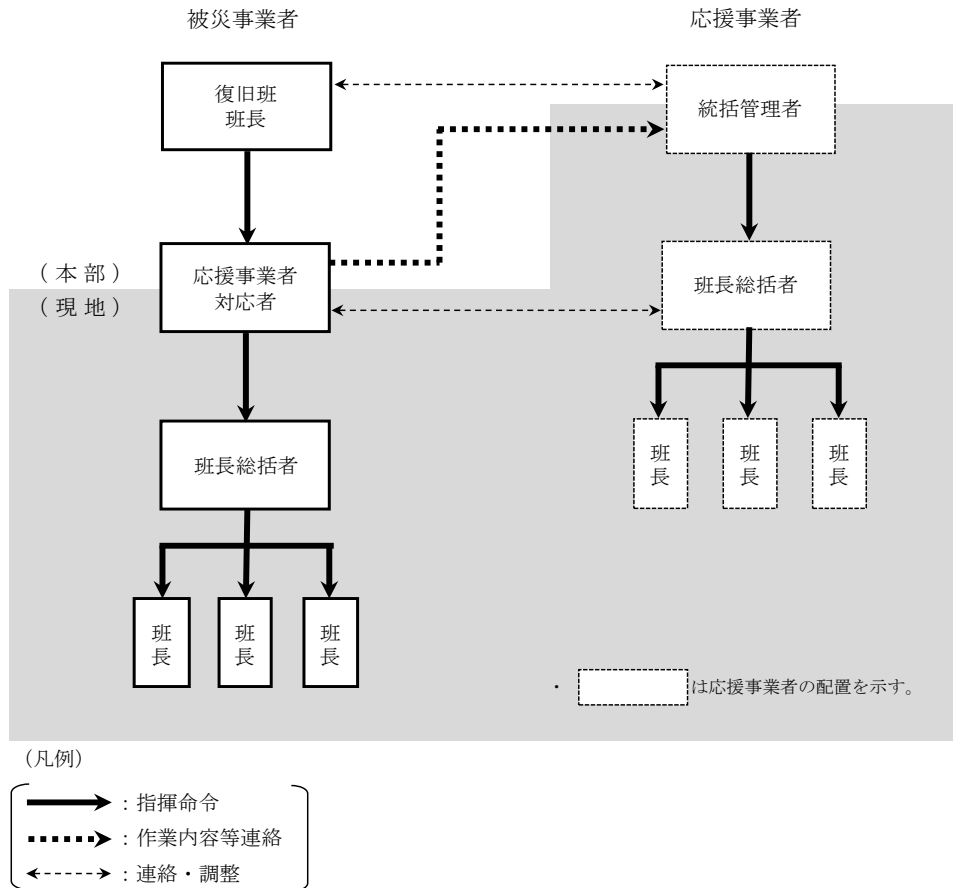 被災事業者
応援事業者
復旧班
班長
統括管理者
(本部)
(現地)
応援事業者
対応者
班長総括者
班長
班長
班長
班長総括者
班長
班長
班長
・ は応援事業者の配置を示す。
(凡例)
：指揮命令
：作業内容等連絡
：連絡・調整